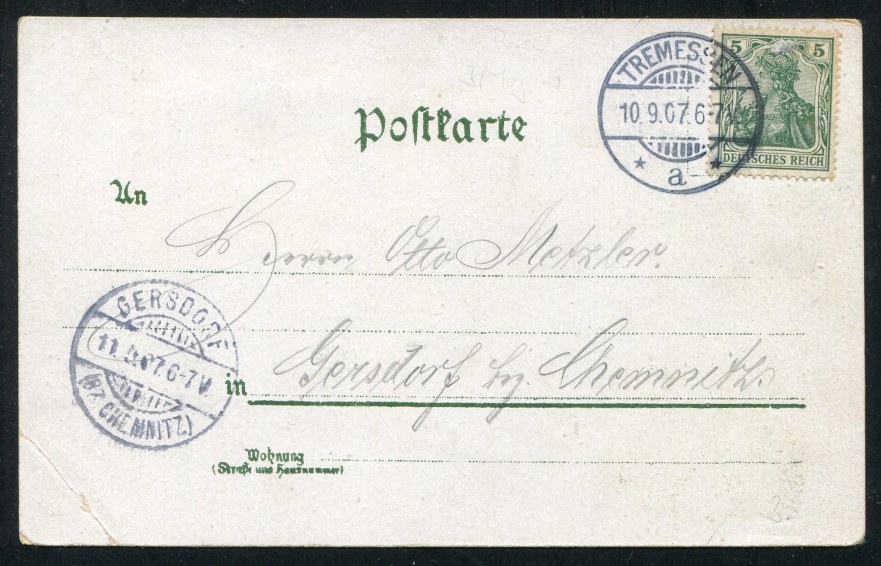 Postkarte
TREMESSEN
10.9.07.6-7
* a *
5 5
DEUTSCHES REICH
An
Herrn Otto Metzler.
GERSDORF
11.9.07.6-7V.
(BZ. CHEMNITZ)
in Gersdorf bz. Chemnitz.
Wohnung
(Straße und Hausnummer)